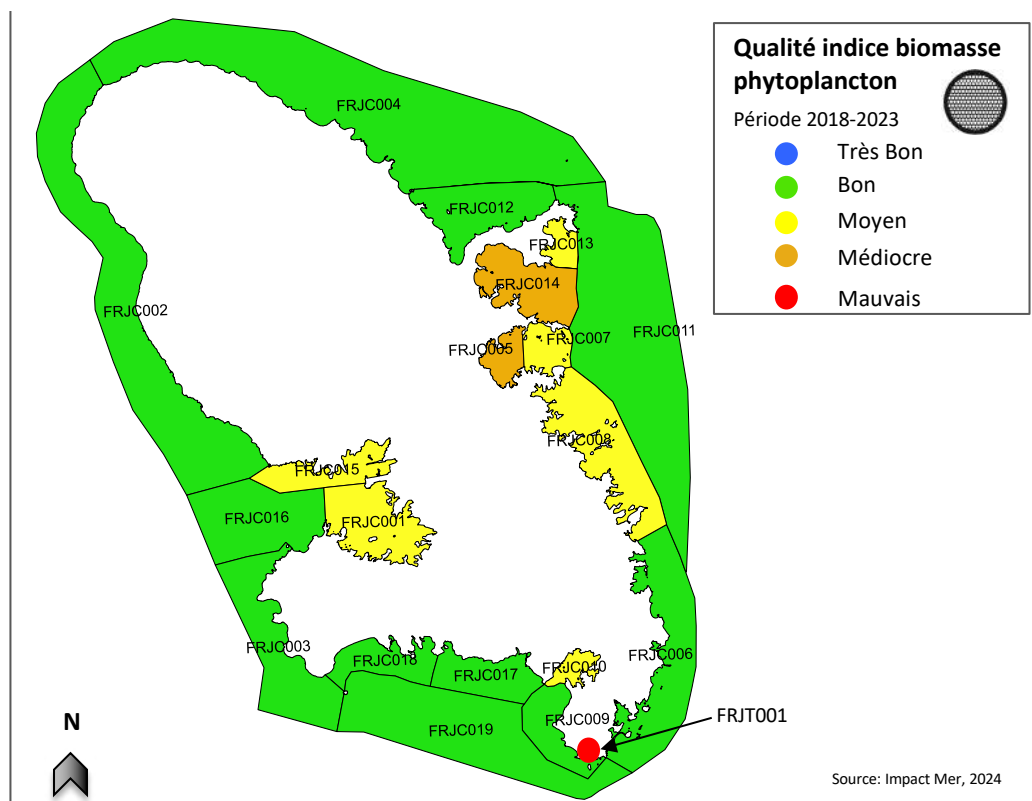 Qualité indice biomasse
phytoplancton
Période 2018-2023
Très Bon
Bon
Moyen
Médiocre
Mauvais
FRJC004
FRJC012
FRJC013
FRJC014
FRJC002
FRJC011
FRJC007
FRJC005
FRJC008
FRJC015
FRJC016
FRJC001
FRJC003
FRJC018
FRJC017
FRJC010
FRJC006
FRJC009
FRJC019
FRJT001
N
Source: Impact Mer, 2024